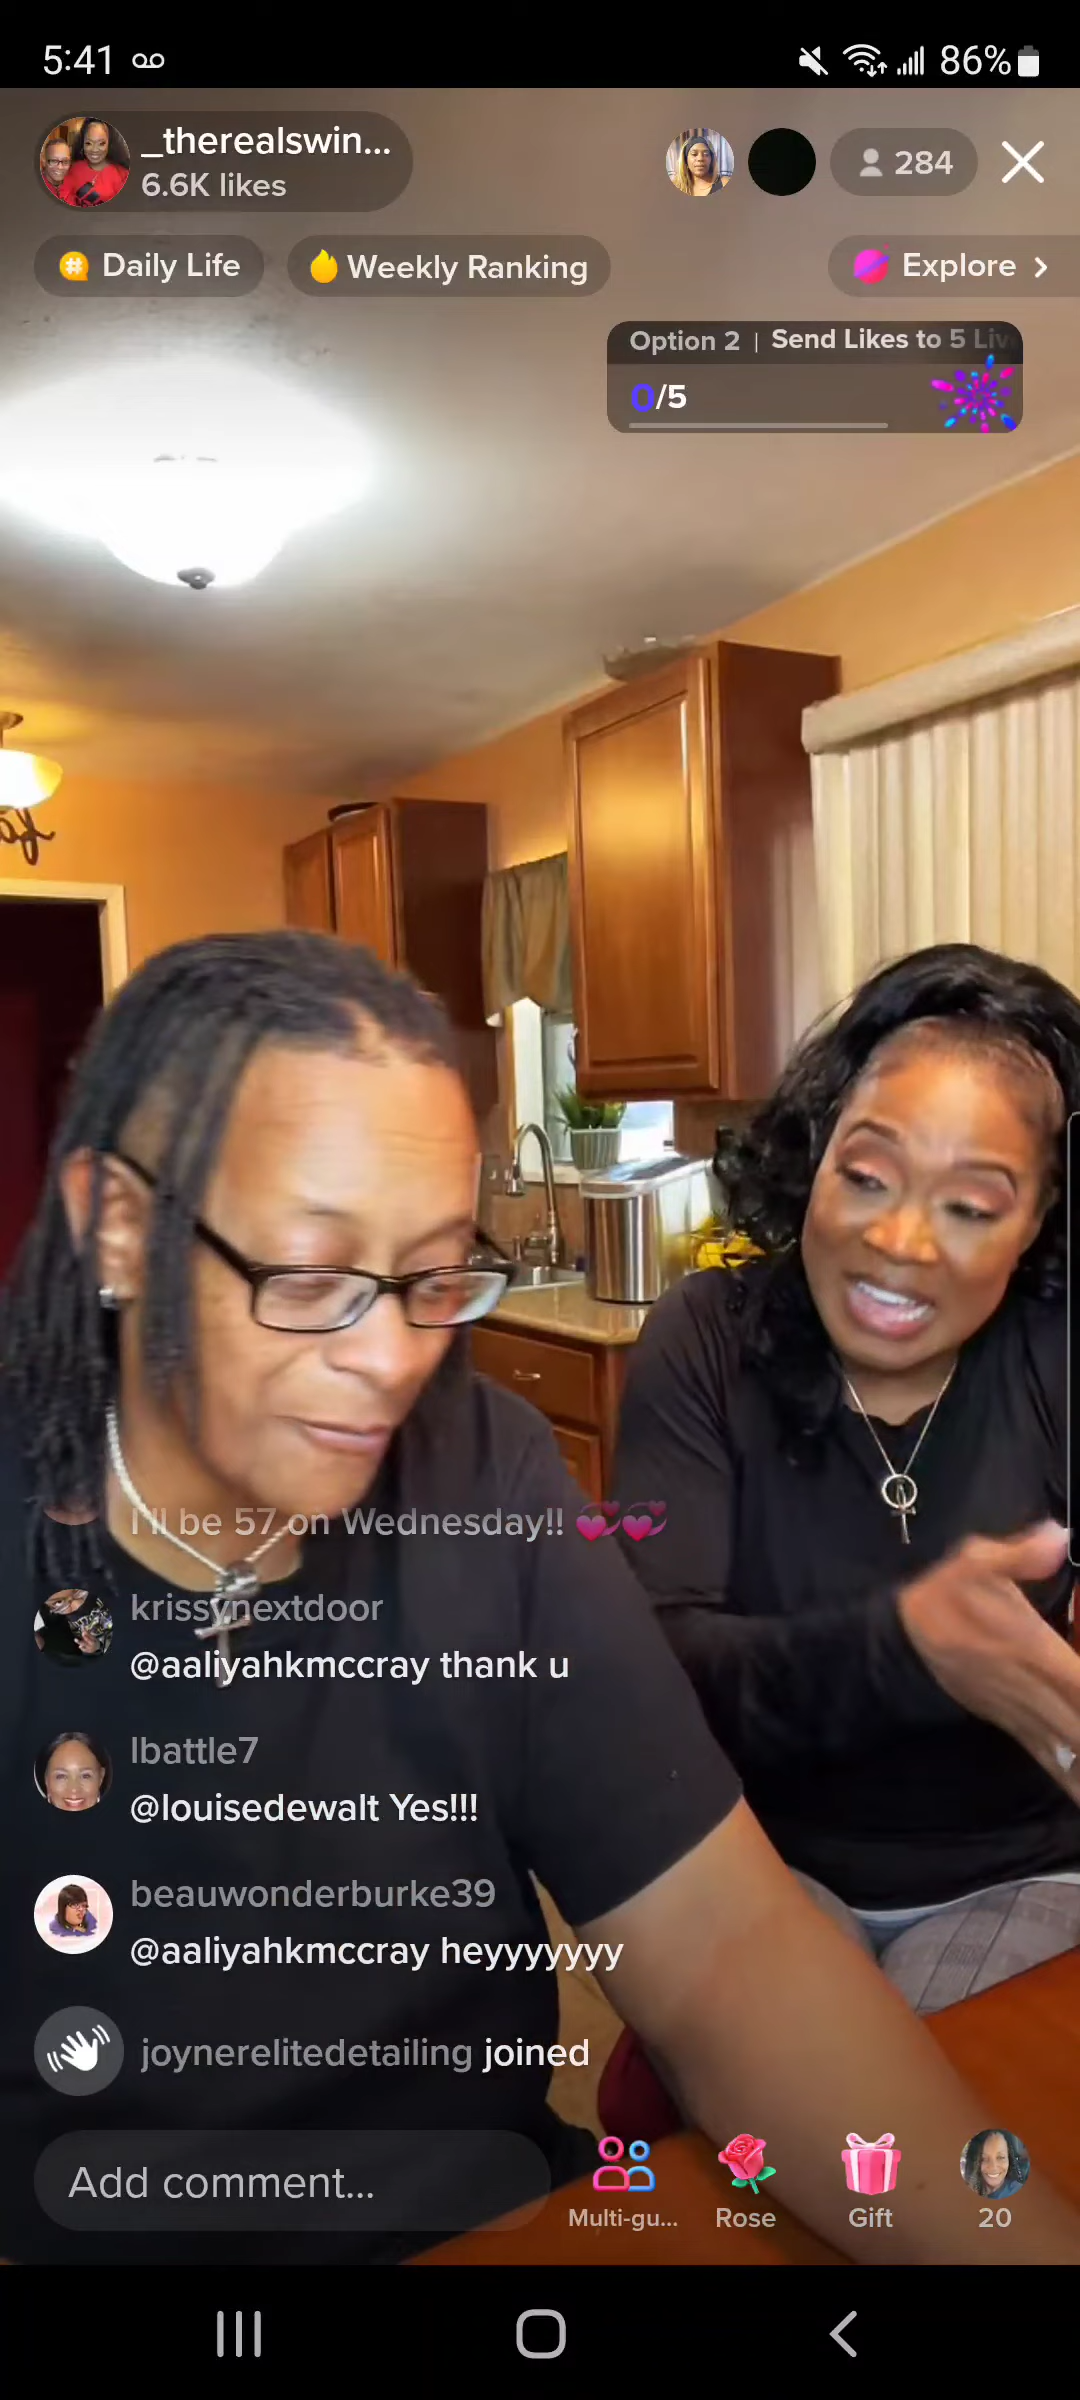 5:41
86%
_therealswin...
6.6K likes
284
Daily Life
Weekly Ranking
Explore
Option 2 | Send Likes to 5 Liv
0/5
I'll be 57 on Wednesday!! 💞💞
krissynextdoor
@aaliyahkmccray thank u
lbattle7
@louisedewalt Yes!!!
beauwonderburke39
@aaliyahkmccray heyyyyyyy
joynerelitedetailing joined
Add comment...
Multi-gu...
Rose
Gift
20